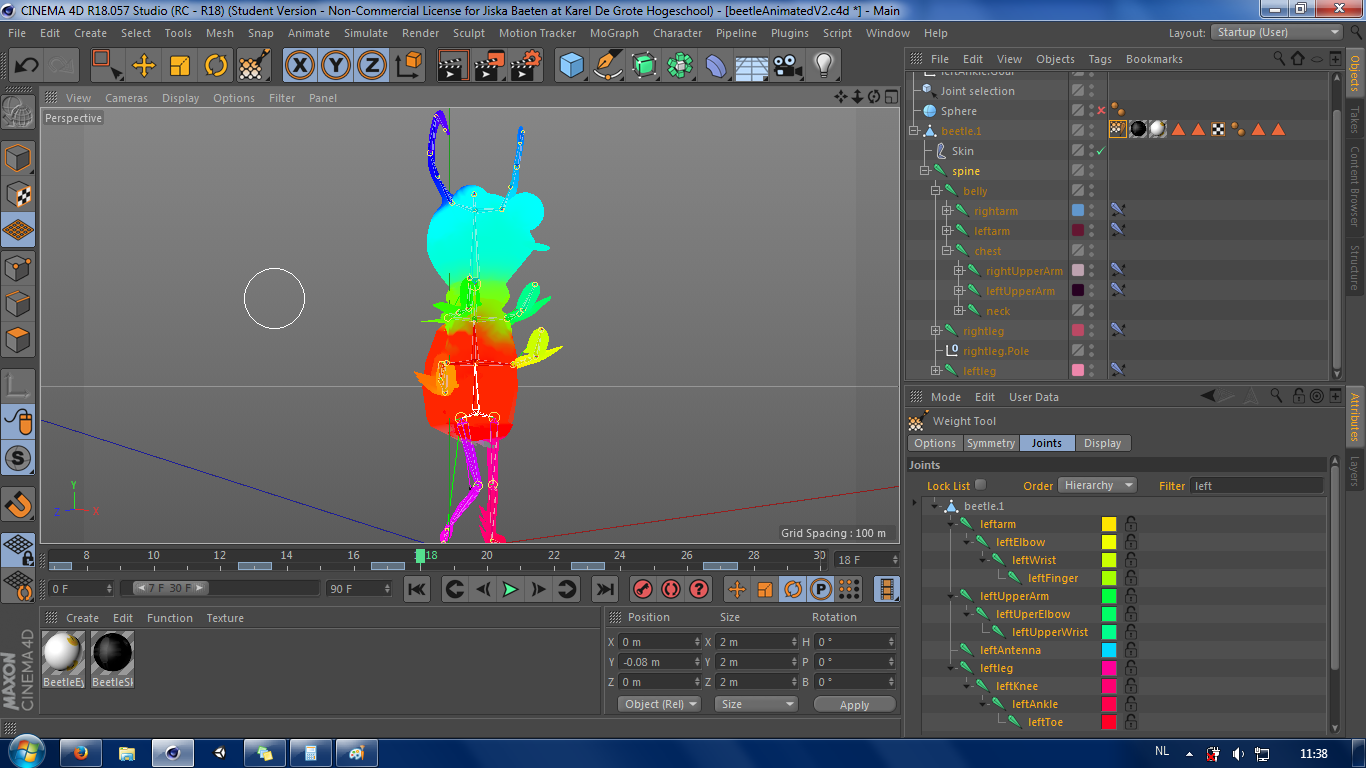 CINEMA 4D R18.057 Studio (RC - R18) (Student Version - Non-Commercial License for Jiska Baeten at Karel De Grote Hogeschool) - [beetleAnimatedV2.c4d *] - Main
File Edit Create Select Tools Mesh Snap Animate Simulate Render Sculpt Motion Tracker MoGraph Character Pipeline Plugins Script Window Help Layout: Startup (User)
X Y Z
File Edit View Objects Tags Bookmarks
View Cameras Display Options Filter Panel
Perspective
Joint selection
Sphere
beetle.1
Skin
spine
belly
rightarm
leftarm
chest
rightUpperArm
leftUpperArm
neck
rightleg
rightleg.Pole
leftleg
Objects
Takes
Content Browser
Structure
Y
Z X
Grid Spacing : 100 m
Mode Edit User Data
Weight Tool
Options Symmetry Joints Display
Joints
Lock List Order Hierarchy Filter left
beetle.1
leftarm
leftElbow
leftWrist
leftFinger
leftUpperArm
leftUperElbow
leftUpperWrist
leftAntenna
leftleg
leftKnee
leftAnkle
leftToe
Attributes
Layers
8 10 12 14 16 18 20 22 24 26 28 30 18 F
0 F 7 F 30 F 90 F
Create Edit Function Texture
BeetleEy BeetleSk
Position Size Rotation
X 0 m X 2 m H 0 °
Y -0.08 m Y 2 m P 0 °
Z 0 m Z 2 m B 0 °
Object (Rel) Size Apply
MAXON
CINEMA 4D
NL 11:38